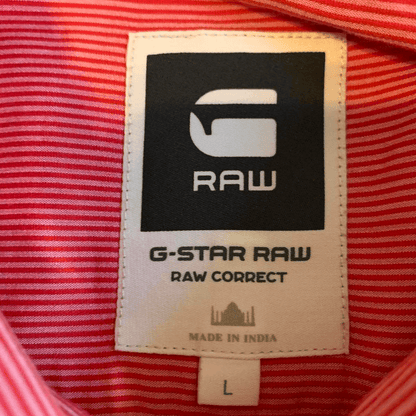 RAW
G-STAR RAW
RAW CORRECT
MADE IN INDIA
L